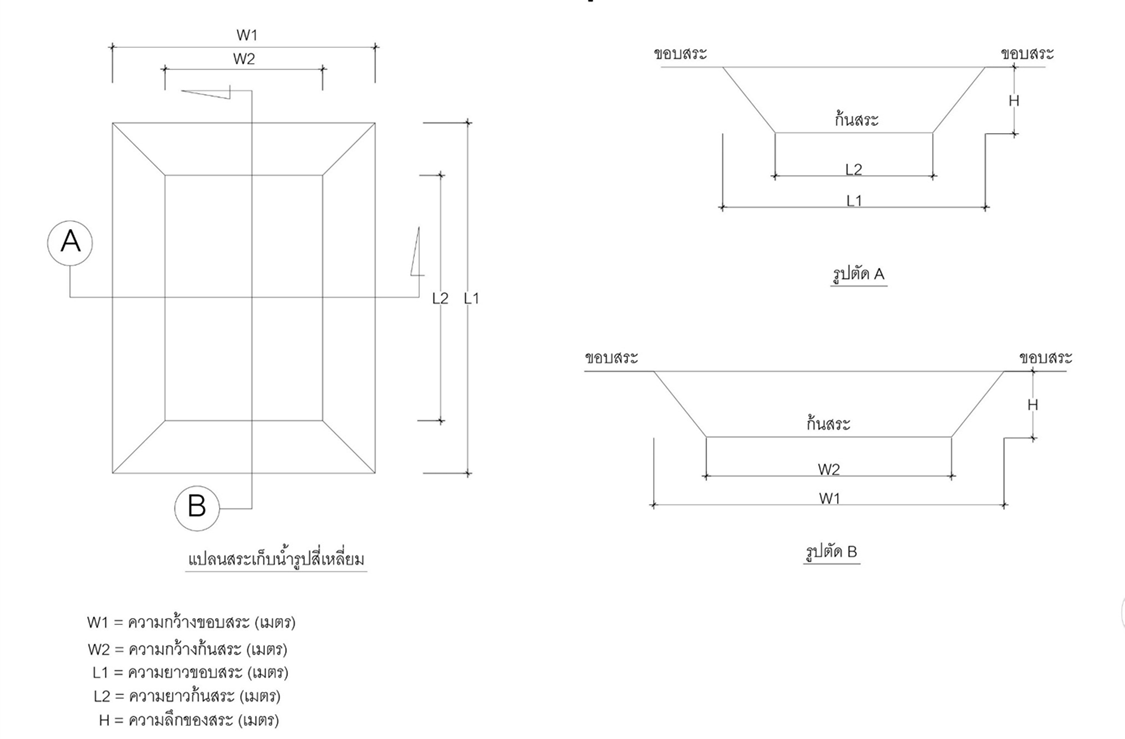 W1
W2
A
L2
L1
B
แปลนสระเก็บน้ำรูปสี่เหลี่ยม
W1 = ความกว้างขอบสระ (เมตร)
W2 = ความกว้างก้นสระ (เมตร)
L1 = ความยาวขอบสระ (เมตร)
L2 = ความยาวก้นสระ (เมตร)
H = ความลึกของสระ (เมตร)
ขอบสระ ขอบสระ
H
ก้นสระ
L2
L1
รูปตัด A
ขอบสระ ขอบสระ
H
ก้นสระ
W2
W1
รูปตัด B